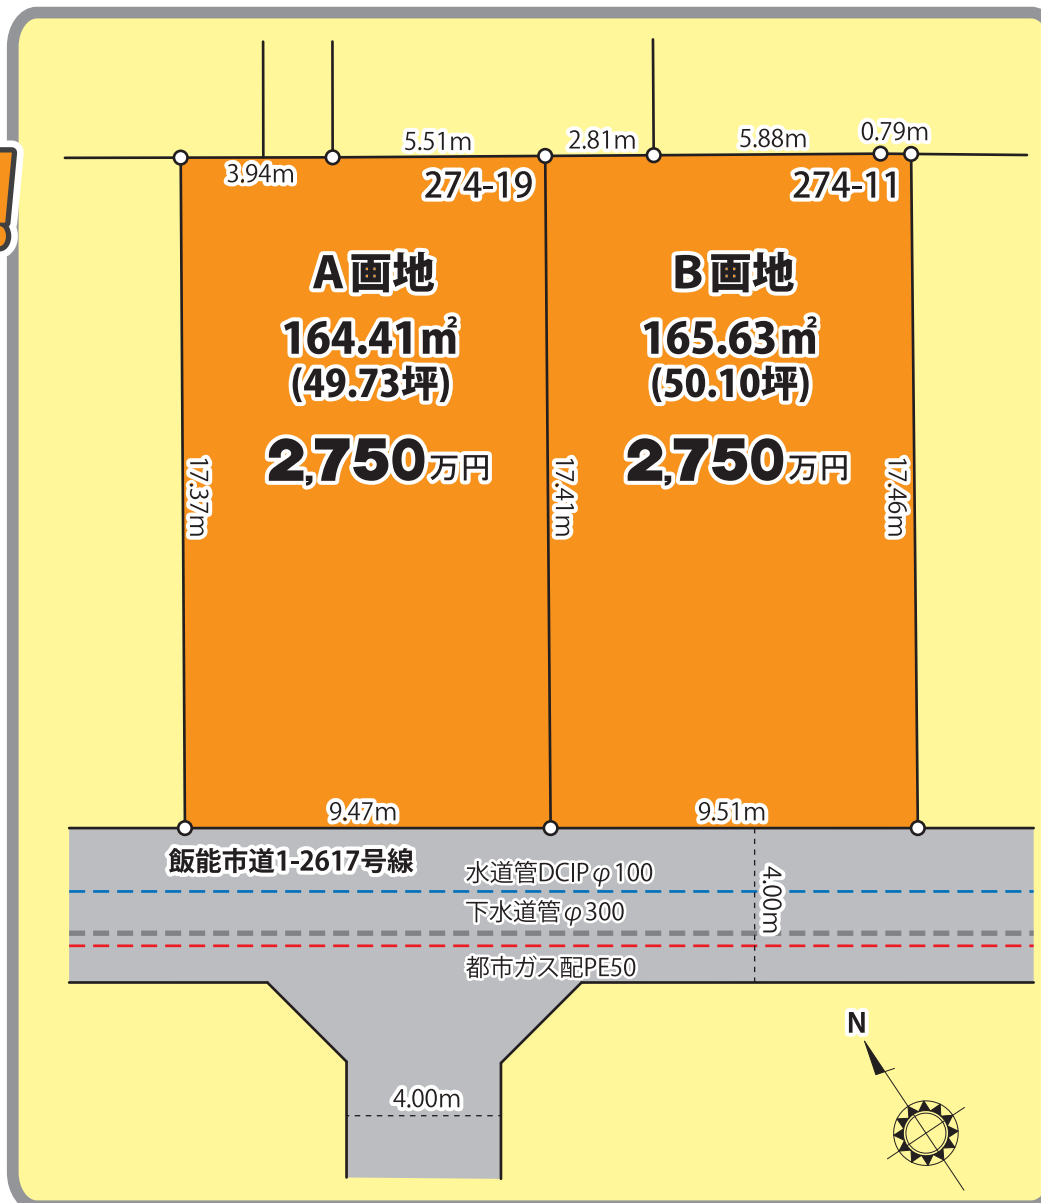 !
5.51m
2.81m
5.88m
0.79m
3.94m
274-19
274-11
A画地
164.41㎡
(49.73坪)
2,750万円
B画地
165.63㎡
(50.10坪)
2,750万円
17.37m
17.41m
17.46m
9.47m
9.51m
飯能市道1-2617号線
水道管DCIPφ100
下水道管φ300
都市ガス配PE50
4.00m
4.00m
N